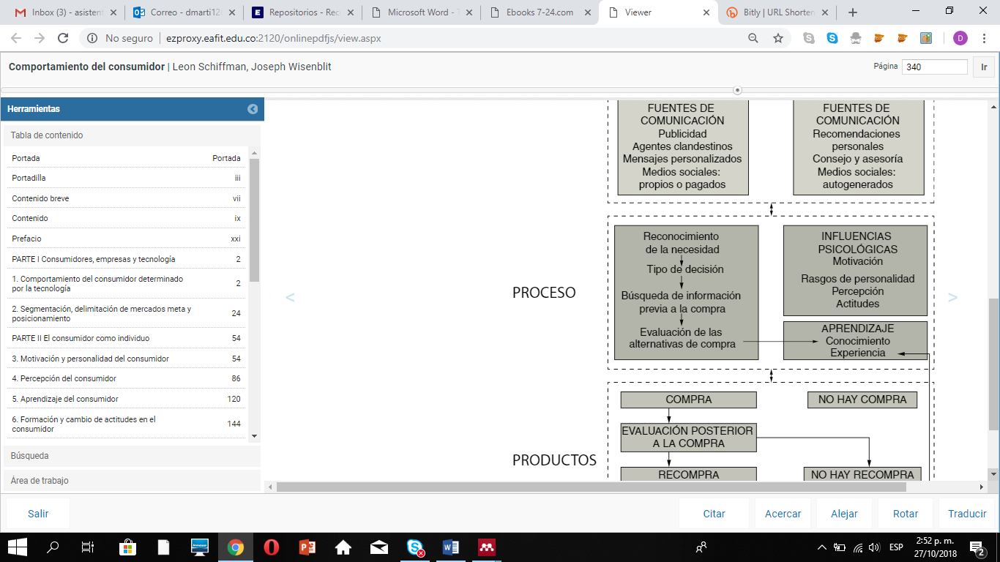 Inbox (3) - asistent
Correo - dmarti12
Repositorios - Rec
Microsoft Word - T
Ebooks 7-24.com
Viewer
Bitly | URL Shorten
No seguro | ezproxy.eafit.edu.co:2120/onlinepdfjs/view.aspx
D
Comportamiento del consumidor | Leon Schiffman, Joseph Wisenblit
Página 340 Ir
Herramientas
Tabla de contenido
Portada Portada
Portadilla iii
Contenido breve vii
Contenido ix
Prefacio xxi
PARTE I Consumidores, empresas y tecnología 2
1. Comportamiento del consumidor determinado
por la tecnología 2
2. Segmentación, delimitación de mercados meta y
posicionamiento 24
PARTE II El consumidor como individuo 54
3. Motivación y personalidad del consumidor 54
4. Percepción del consumidor 86
5. Aprendizaje del consumidor 120
6. Formación y cambio de actitudes en el
consumidor 144
Búsqueda
Área de trabajo
<
>
FUENTES DE
COMUNICACIÓN
Publicidad
Agentes clandestinos
Mensajes personalizados
Medios sociales:
propios o pagados
FUENTES DE
COMUNICACIÓN
Recomendaciones
personales
Consejo y asesoría
Medios sociales:
autogenerados
PROCESO
Reconocimiento
de la necesidad
Tipo de decisión
Búsqueda de información
previa a la compra
Evaluación de las
alternativas de compra
INFLUENCIAS
PSICOLÓGICAS
Motivación
Rasgos de personalidad
Percepción
Actitudes
APRENDIZAJE
Conocimiento
Experiencia
PRODUCTOS
COMPRA
NO HAY COMPRA
EVALUACIÓN POSTERIOR
A LA COMPRA
RECOMPRA
NO HAY RECOMPRA
Salir
Citar
Acercar
Alejar
Rotar
Traducir
ESP
2:52 p. m.
27/10/2018
2